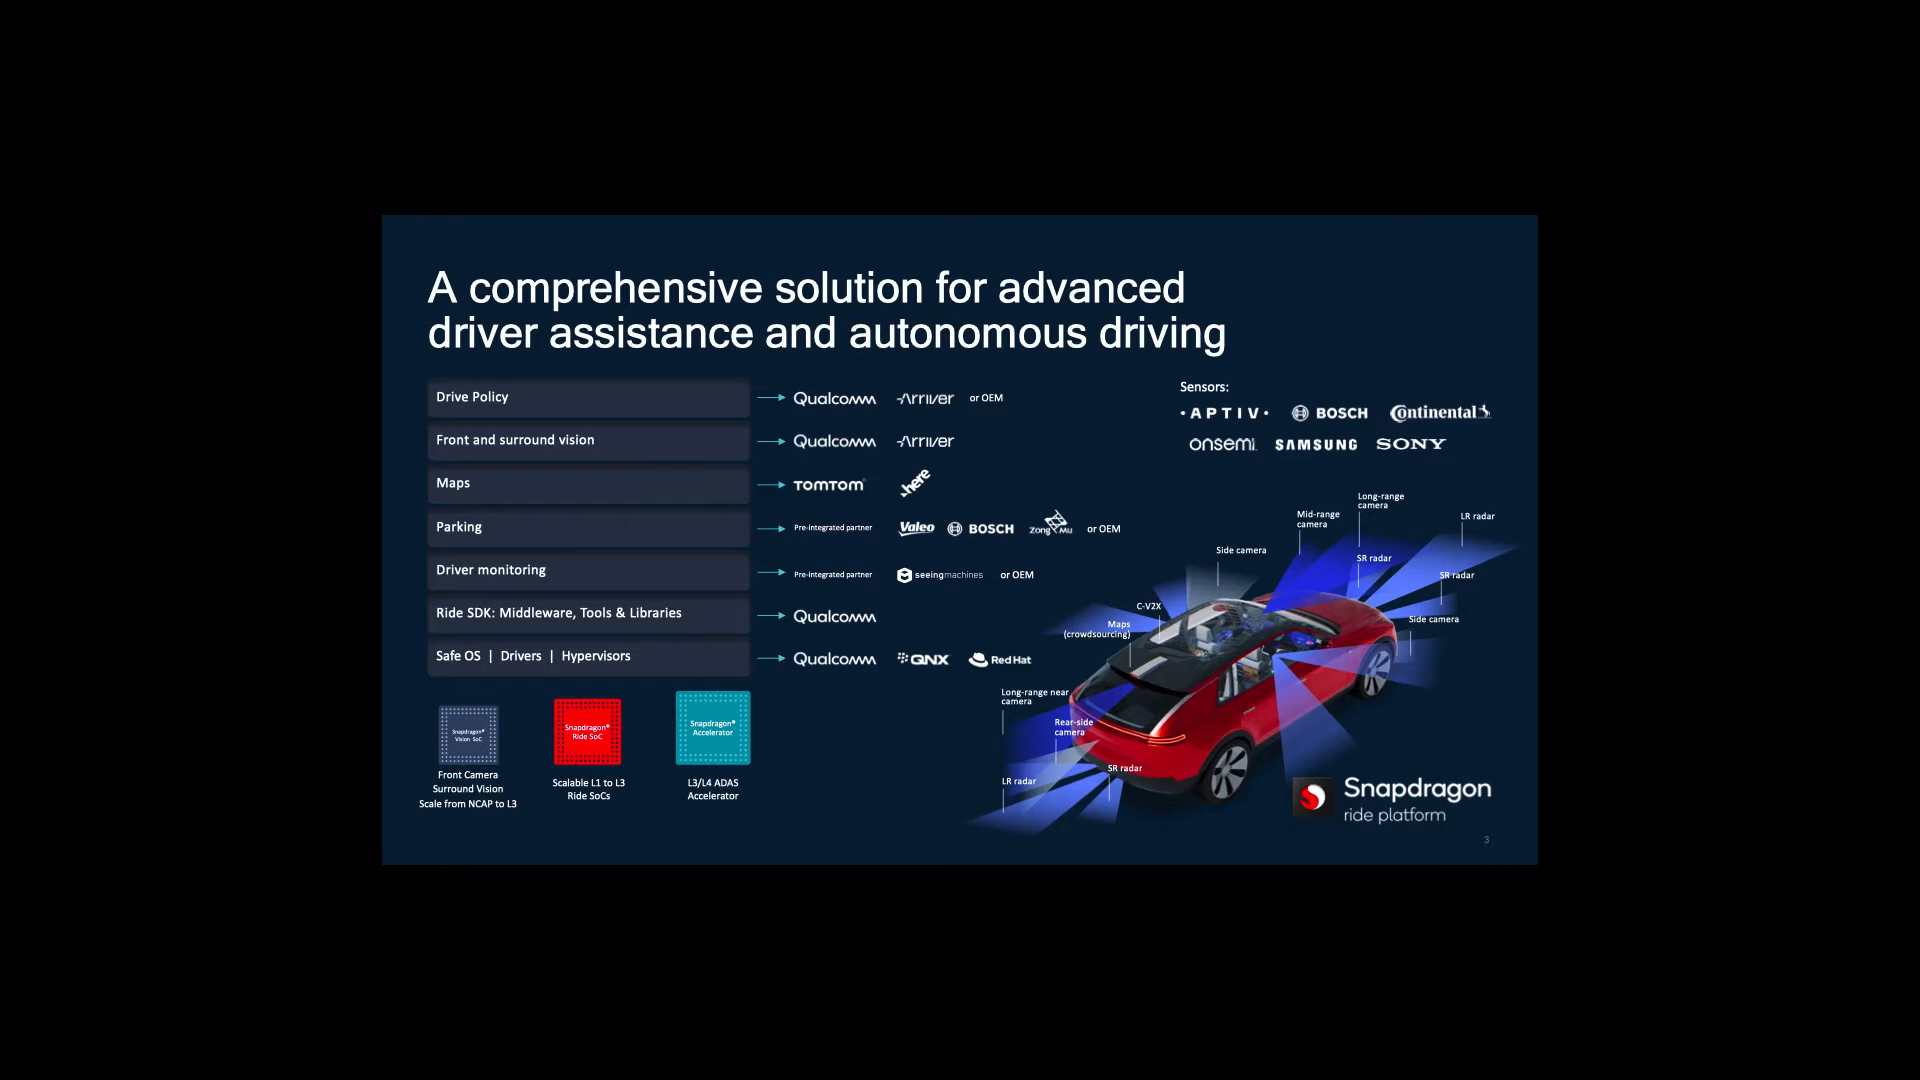 A comprehensive solution for advanced
driver assistance and autonomous driving
Drive Policy
Qualcomm Arriver or OEM
Front and surround vision
Qualcomm Arriver
Maps
TOMTOM here
Parking
Pre-integrated partner Valeo BOSCH ZongMu or OEM
Driver monitoring
Pre-integrated partner seeingmachines or OEM
Ride SDK: Middleware, Tools & Libraries
Qualcomm
Safe OS | Drivers | Hypervisors
Qualcomm QNX Red Hat
Snapdragon®
Vision SoC
Front Camera
Surround Vision
Scale from NCAP to L3
Snapdragon®
Ride SoC
Scalable L1 to L3
Ride SoCs
Snapdragon®
Accelerator
L3/L4 ADAS
Accelerator
Sensors:
• APTIV • BOSCH Continental
onsemi SAMSUNG SONY
Long-range
camera
Mid-range
camera
LR radar
Side camera
SR radar
SR radar
C-V2X
Side camera
Maps
(crowdsourcing)
Long-range near
camera
Rear-side
camera
SR radar
LR radar
Snapdragon
ride platform
3